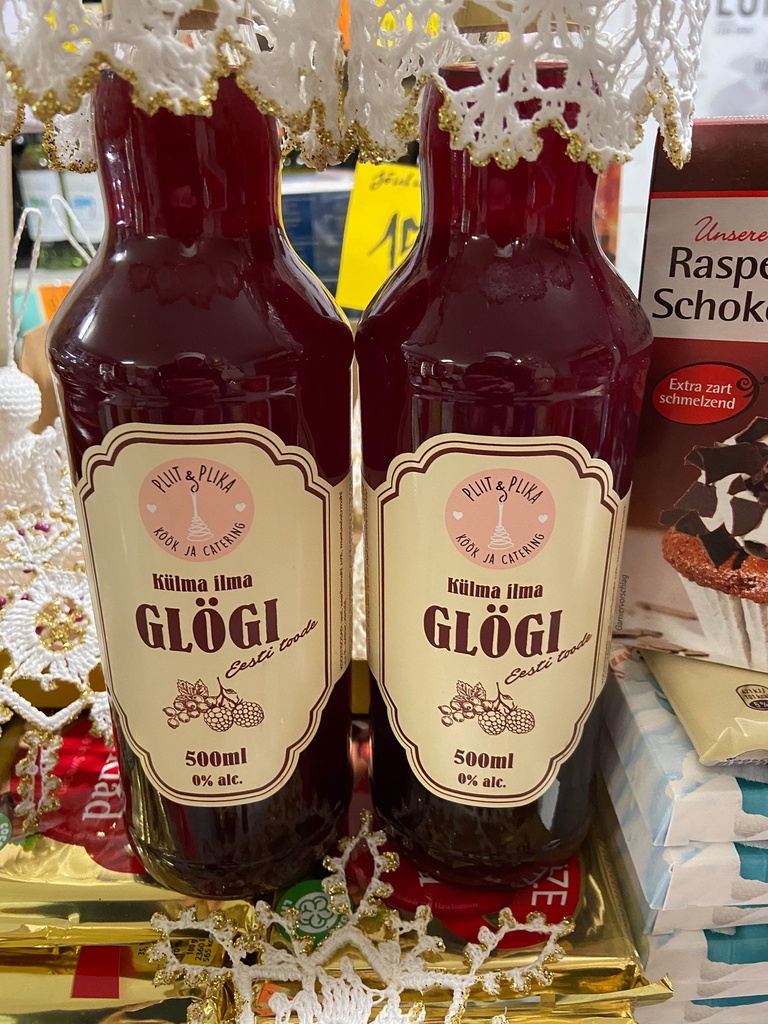 PLIIT & PLIKA
KÖÖK JA CATERING
Külma ilma
GLÖGI
Eesti toode
500ml
0% alc.
PLIIT & PLIKA
KÖÖK JA CATERING
Külma ilma
GLÖGI
Eesti toode
500ml
0% alc.
Unsere
Raspe
Schok
Extra zart
schmelzend